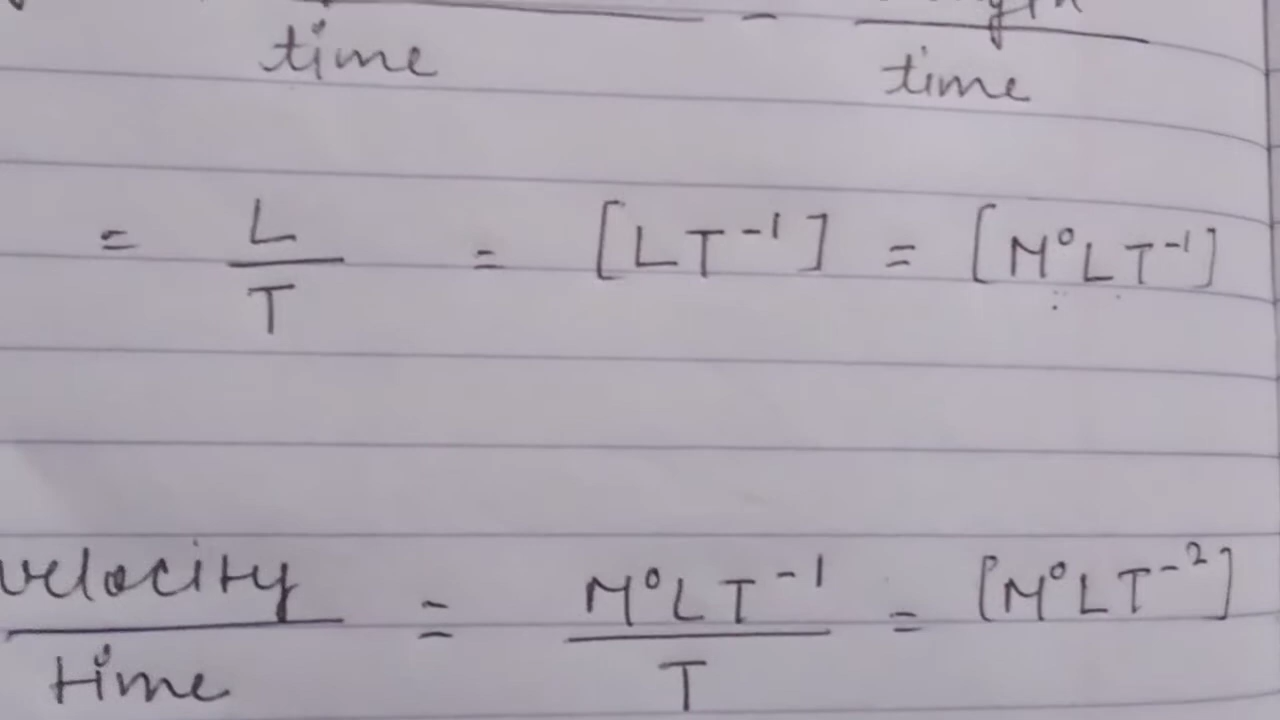 time - time
= L/T = [LT⁻¹] = [M⁰LT⁻¹]
velocity/time = M⁰LT⁻¹/T = [M⁰LT⁻²]